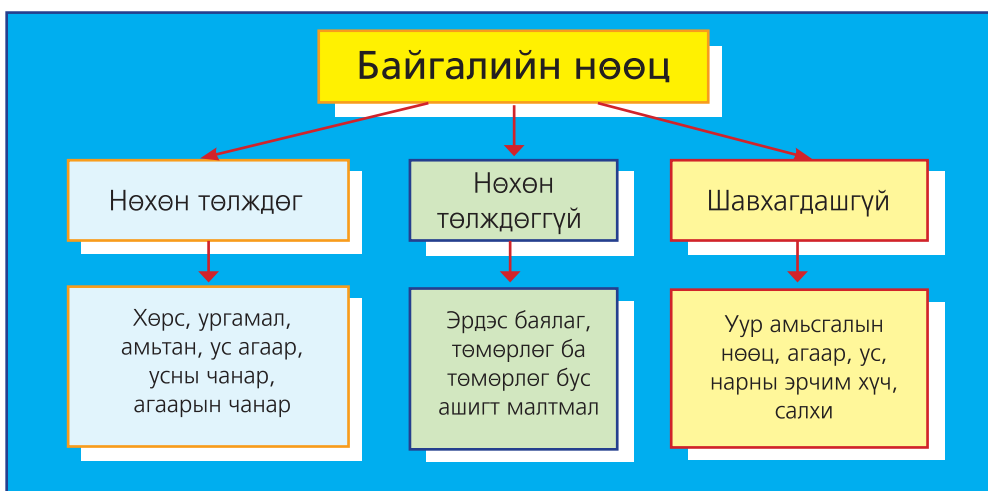 Байгалийн нөөц
Нөхөн төлждөг
Нөхөн
төлждөггүй
Шавхагдашгүй
Хөрс, ургамал,
амьтан, ус агаар,
усны чанар,
агаарын чанар
Эрдэс баялаг,
төмөрлөг ба
төмөрлөг бус
ашигт малтмал
Уур амьсгалын
нөөц, агаар, ус,
нарны эрчим хүч,
салхи